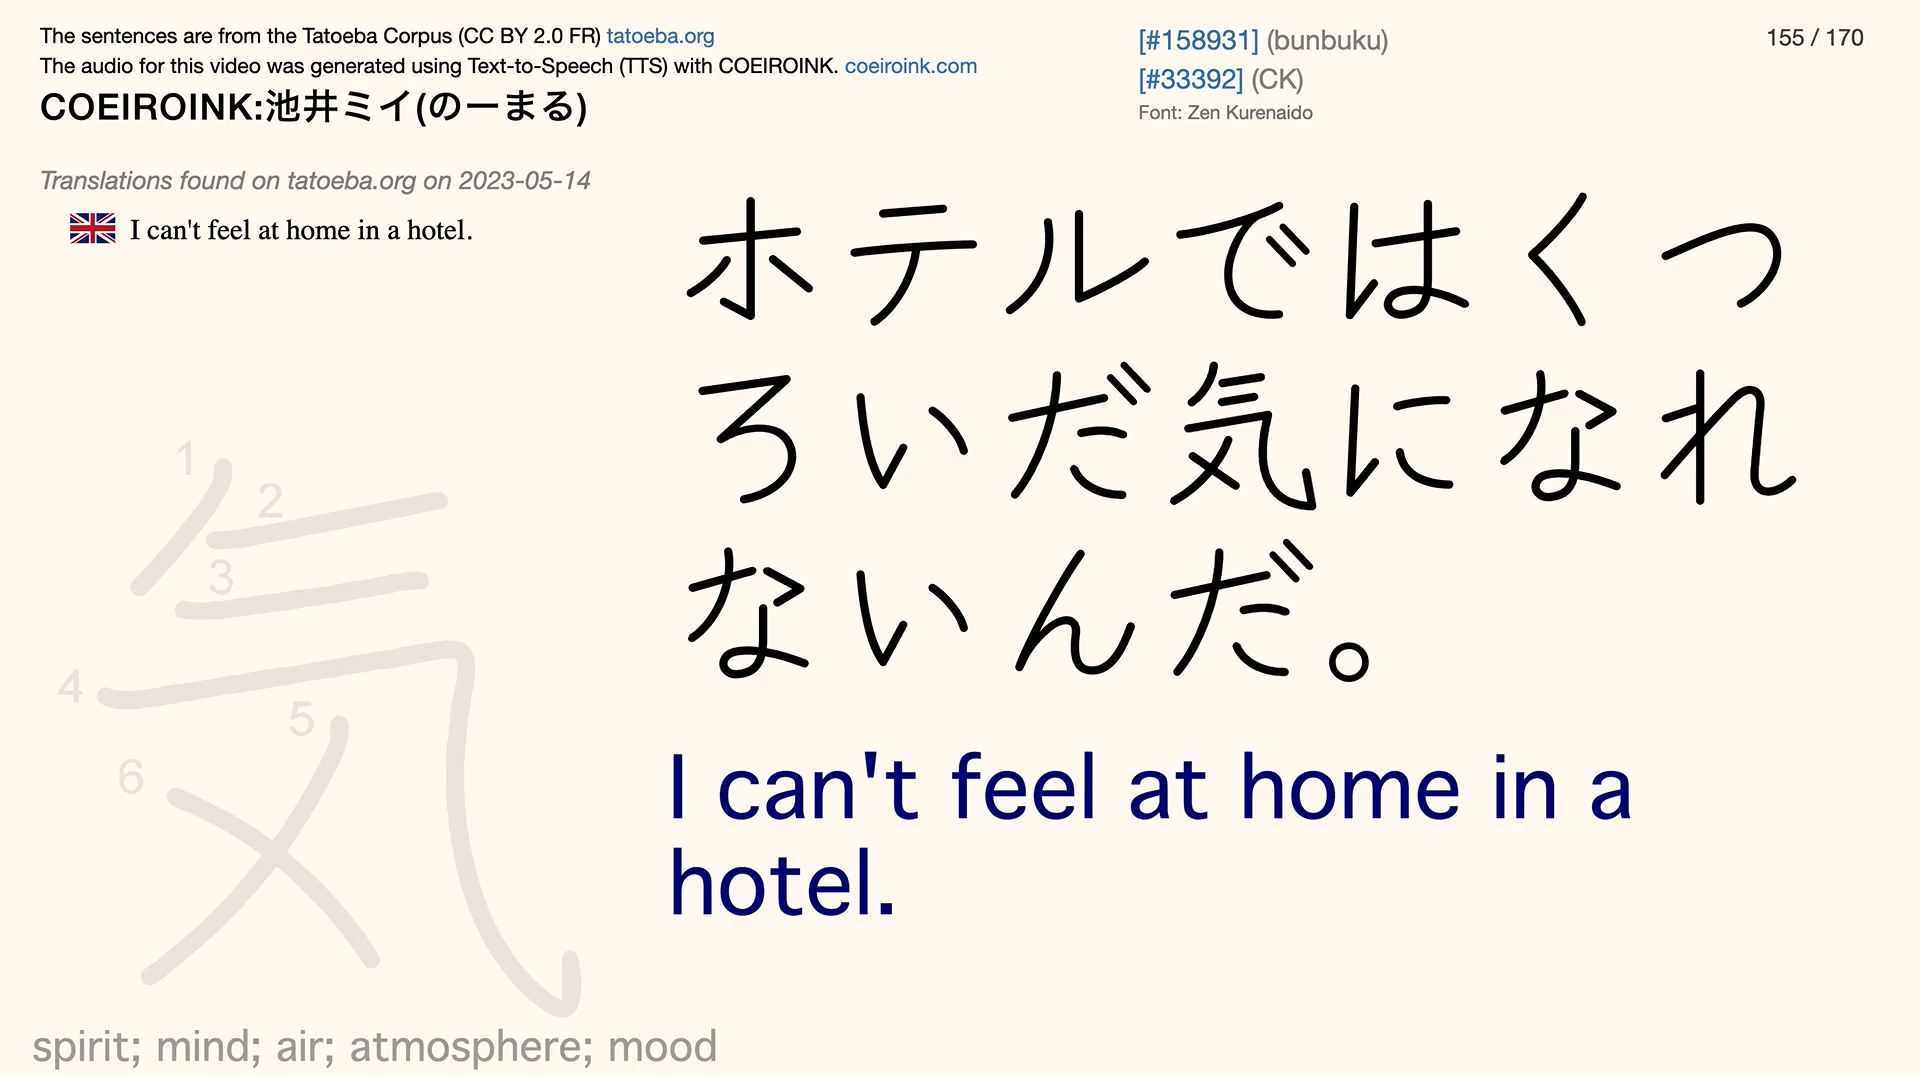 The sentences are from the Tatoeba Corpus (CC BY 2.0 FR) tatoeba.org
The audio for this video was generated using Text-to-Speech (TTS) with COEIROINK. coeiroink.com
COEIROINK:池井ミイ(のーまる)
[#158931] (bunbuku)
[#33392] (CK)
Font: Zen Kurenaido
155 / 170
Translations found on tatoeba.org on 2023-05-14
I can't feel at home in a hotel.
ホテルではくつ
ろいだ気になれ
ないんだ。
I can't feel at home in a
hotel.
気
1
2
3
4
5
6
spirit; mind; air; atmosphere; mood